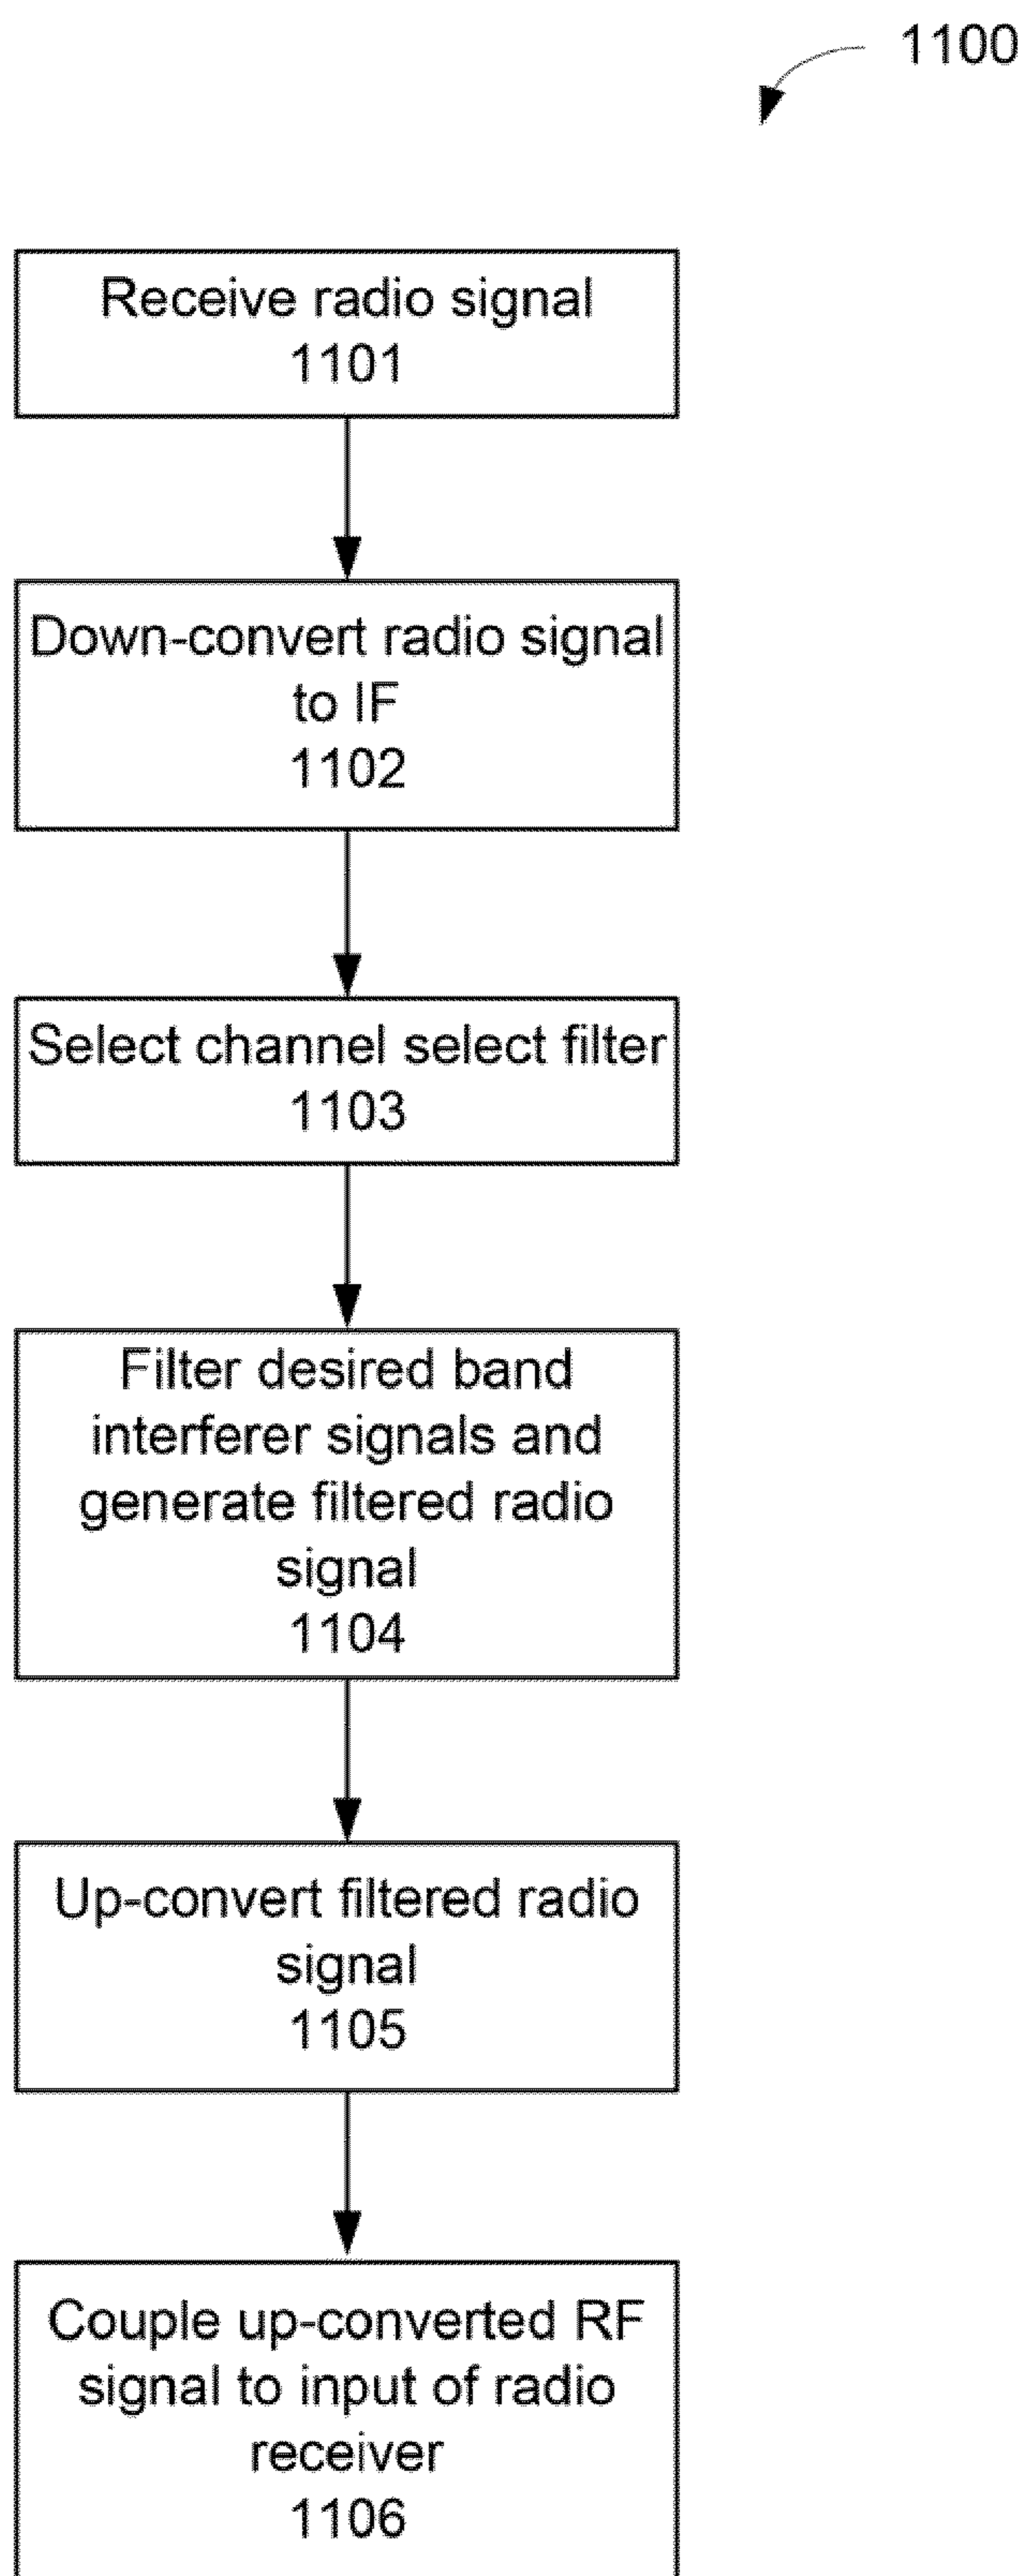 1100
Receive radio signal
1101
Down-convert radio signal
to IF
1102
Select channel select filter
1103
Filter desired band
interferer signals and
generate filtered radio
signal
1104
Up-convert filtered radio
signal
1105
Couple up-converted RF
signal to input of radio
receiver
1106